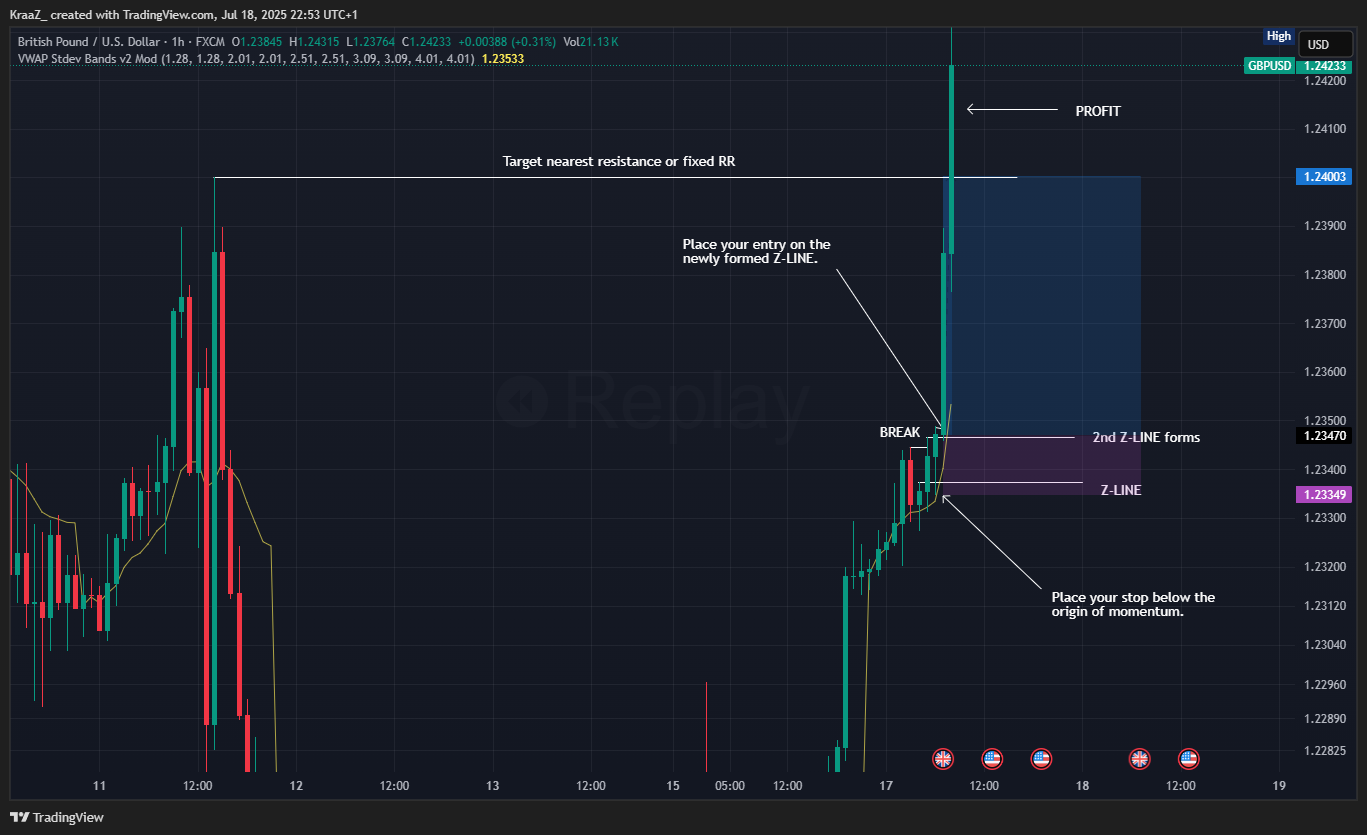 KraaZ_ created with TradingView.com, Jul 18, 2025 22:53 UTC+1
British Pound / U.S. Dollar · 1h · FXCM O1.23845 H1.24315 L1.23764 C1.24233 +0.00388 (+0.31%) Vol21.13 K
VWAP Stdev Bands v2 Mod (1.28, 1.28, 2.01, 2.01, 2.51, 2.51, 3.09, 3.09, 4.01, 4.01) 1.23533
High
USD
GBPUSD 1.24233
1.24200
PROFIT
1.24100
Target nearest resistance or fixed RR
1.24003
1.23900
Place your entry on the
newly formed Z-LINE.
1.23800
1.23700
1.23600
Replay
1.23500
BREAK
1.23470
2nd Z-LINE forms
1.23400
Z-LINE
1.23349
1.23300
1.23200
Place your stop below the
origin of momentum.
1.23120
1.23040
1.22960
1.22890
1.22825
11 12:00 12 12:00 13 12:00 15 05:00 12:00 17 12:00 18 12:00 19
TradingView